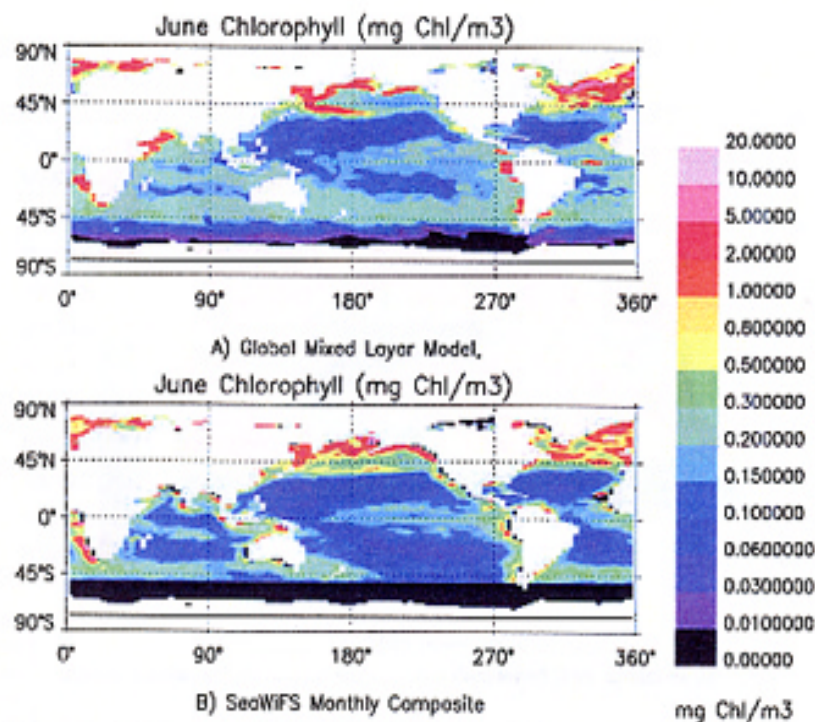 June Chlorophyll (mg Chl/m3)
90°N
45°N
0°
45°S
90°S
0° 90° 180° 270° 360°
A) Global Mixed Layer Model,
June Chlorophyll (mg Chl/m3)
90°N
45°N
0°
45°S
90°S
0° 90° 180° 270° 360°
B) SeaWiFS Monthly Composite
20.0000
10.0000
5.00000
2.00000
1.00000
0.800000
0.500000
0.300000
0.200000
0.150000
0.100000
0.0600000
0.0300000
0.0100000
0.00000
mg Chl/m3